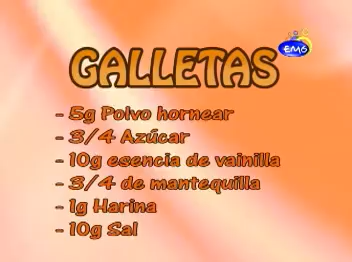 GALLETAS
EM6
- 5g Polvo hornear
- 3/4 Azúcar
- 10g esencia de vainilla
- 3/4 de mantequilla
- 1g Harina
- 10g Sal